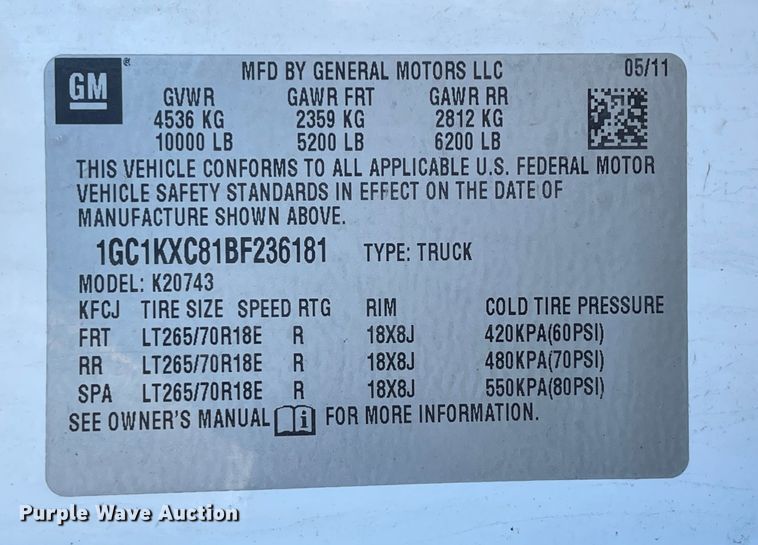 GM®
MFD BY GENERAL MOTORS LLC 05/11
GVWR GAWR FRT GAWR RR
4536 KG 2359 KG 2812 KG
10000 LB 5200 LB 6200 LB
THIS VEHICLE CONFORMS TO ALL APPLICABLE U.S. FEDERAL MOTOR
VEHICLE SAFETY STANDARDS IN EFFECT ON THE DATE OF
MANUFACTURE SHOWN ABOVE.
1GC1KXC81BF236181 TYPE: TRUCK
MODEL: K20743
KFCJ TIRE SIZE SPEED RTG RIM COLD TIRE PRESSURE
FRT LT265/70R18E R 18X8J 420KPA(60PSI)
RR LT265/70R18E R 18X8J 480KPA(70PSI)
SPA LT265/70R18E R 18X8J 550KPA(80PSI)
SEE OWNER'S MANUAL i FOR MORE INFORMATION.
Purple Wave Auction